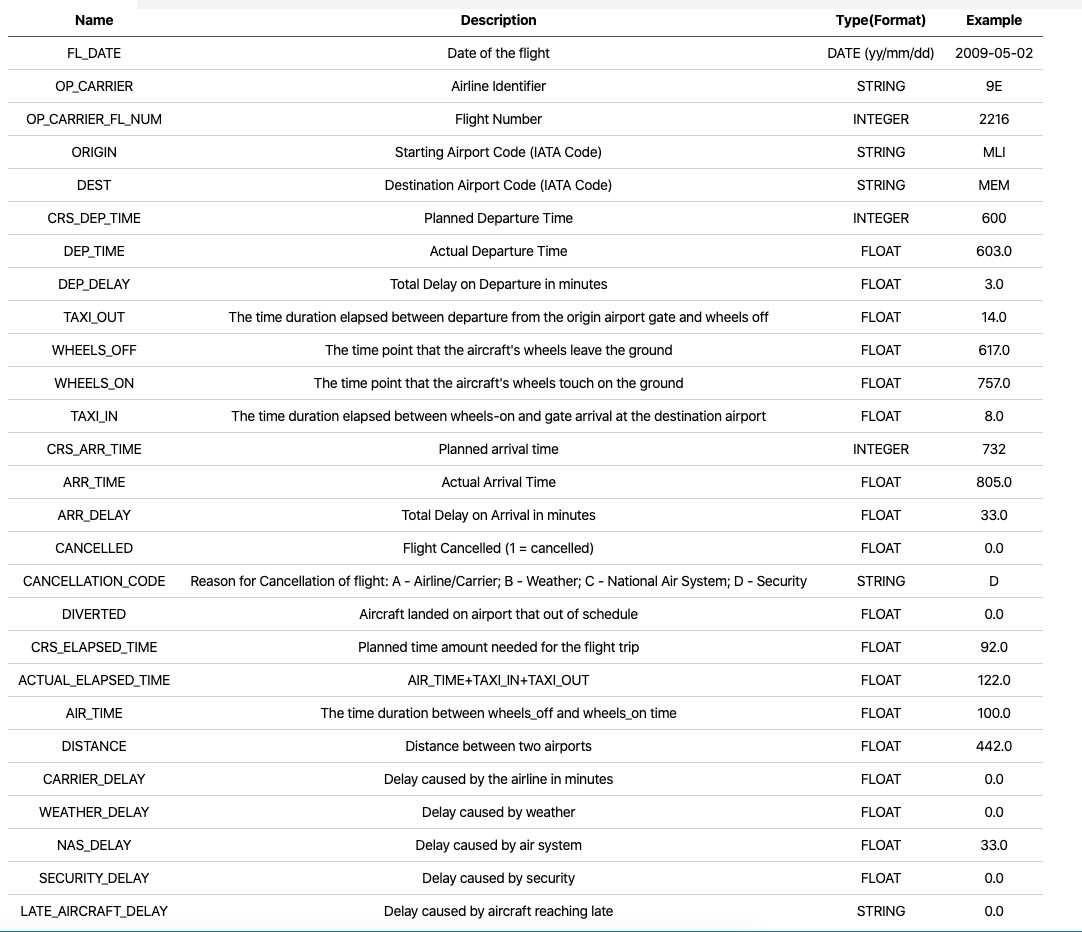 Name Description Type(Format) Example
FL_DATE Date of the flight DATE (yy/mm/dd) 2009-05-02
OP_CARRIER Airline Identifier STRING 9E
OP_CARRIER_FL_NUM Flight Number INTEGER 2216
ORIGIN Starting Airport Code (IATA Code) STRING MLI
DEST Destination Airport Code (IATA Code) STRING MEM
CRS_DEP_TIME Planned Departure Time INTEGER 600
DEP_TIME Actual Departure Time FLOAT 603.0
DEP_DELAY Total Delay on Departure in minutes FLOAT 3.0
TAXI_OUT The time duration elapsed between departure from the origin airport gate and wheels off FLOAT 14.0
WHEELS_OFF The time point that the aircraft's wheels leave the ground FLOAT 617.0
WHEELS_ON The time point that the aircraft's wheels touch on the ground FLOAT 757.0
TAXI_IN The time duration elapsed between wheels-on and gate arrival at the destination airport FLOAT 8.0
CRS_ARR_TIME Planned arrival time INTEGER 732
ARR_TIME Actual Arrival Time FLOAT 805.0
ARR_DELAY Total Delay on Arrival in minutes FLOAT 33.0
CANCELLED Flight Cancelled (1 = cancelled) FLOAT 0.0
CANCELLATION_CODE Reason for Cancellation of flight: A - Airline/Carrier; B - Weather; C - National Air System; D - Security STRING D
DIVERTED Aircraft landed on airport that out of schedule FLOAT 0.0
CRS_ELAPSED_TIME Planned time amount needed for the flight trip FLOAT 92.0
ACTUAL_ELAPSED_TIME AIR_TIME+TAXI_IN+TAXI_OUT FLOAT 122.0
AIR_TIME The time duration between wheels_off and wheels_on time FLOAT 100.0
DISTANCE Distance between two airports FLOAT 442.0
CARRIER_DELAY Delay caused by the airline in minutes FLOAT 0.0
WEATHER_DELAY Delay caused by weather FLOAT 0.0
NAS_DELAY Delay caused by air system FLOAT 33.0
SECURITY_DELAY Delay caused by security FLOAT 0.0
LATE_AIRCRAFT_DELAY Delay caused by aircraft reaching late STRING 0.0